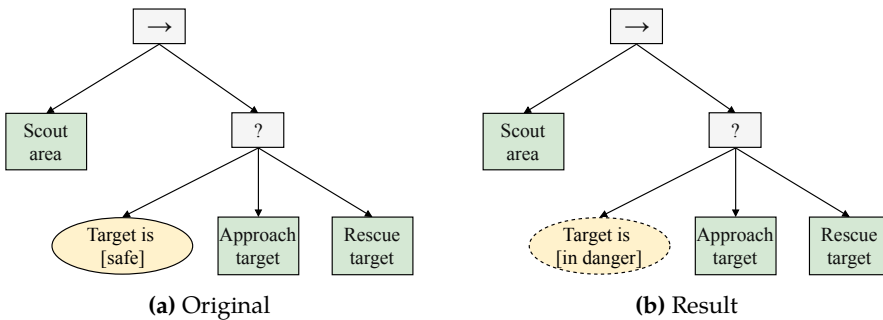 →
Scout
area
?
Target is
[safe]
Approach
target
Rescue
target
(a) Original
→
Scout
area
?
Target is
[in danger]
Approach
target
Rescue
target
(b) Result